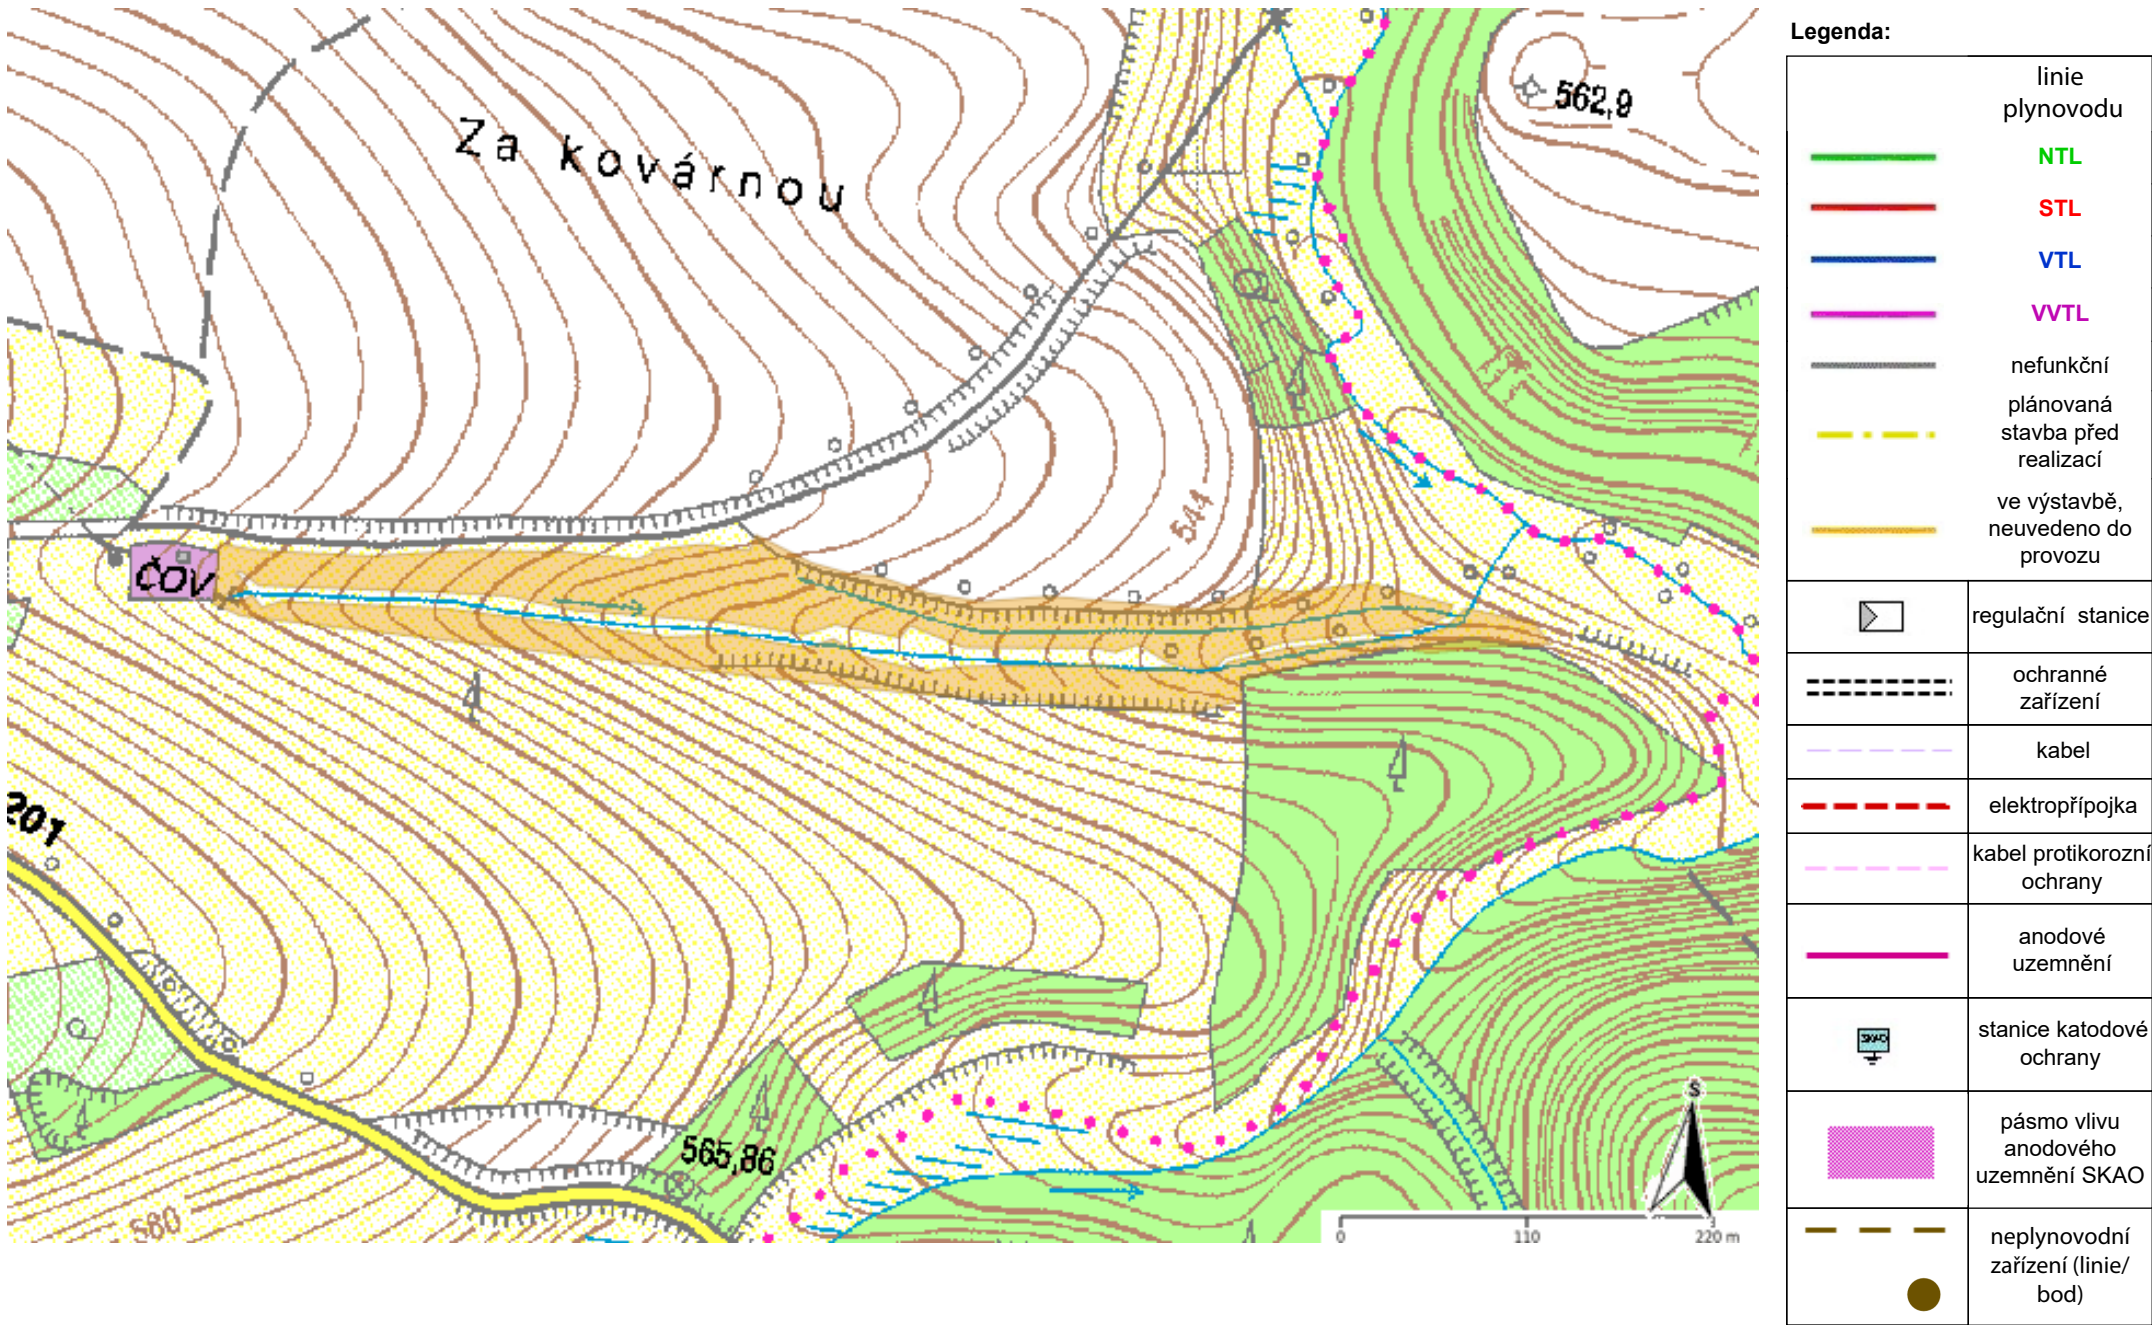 Za kovárnou
562,9
544
ČOV
201
565,86
580
S
0 110 220 m
Legenda:
linie
plynovodu
NTL
STL
VTL
VVTL
nefunkční
plánovaná
stavba před
realizací
ve výstavbě,
neuvedeno do
provozu
regulační stanice
ochranné
zařízení
kabel
elektropřípojka
kabel protikorozní
ochrany
anodové
uzemnění
SKAO
stanice katodové
ochrany
pásmo vlivu
anodového
uzemnění SKAO
neplynovodní
zařízení (linie/
bod)